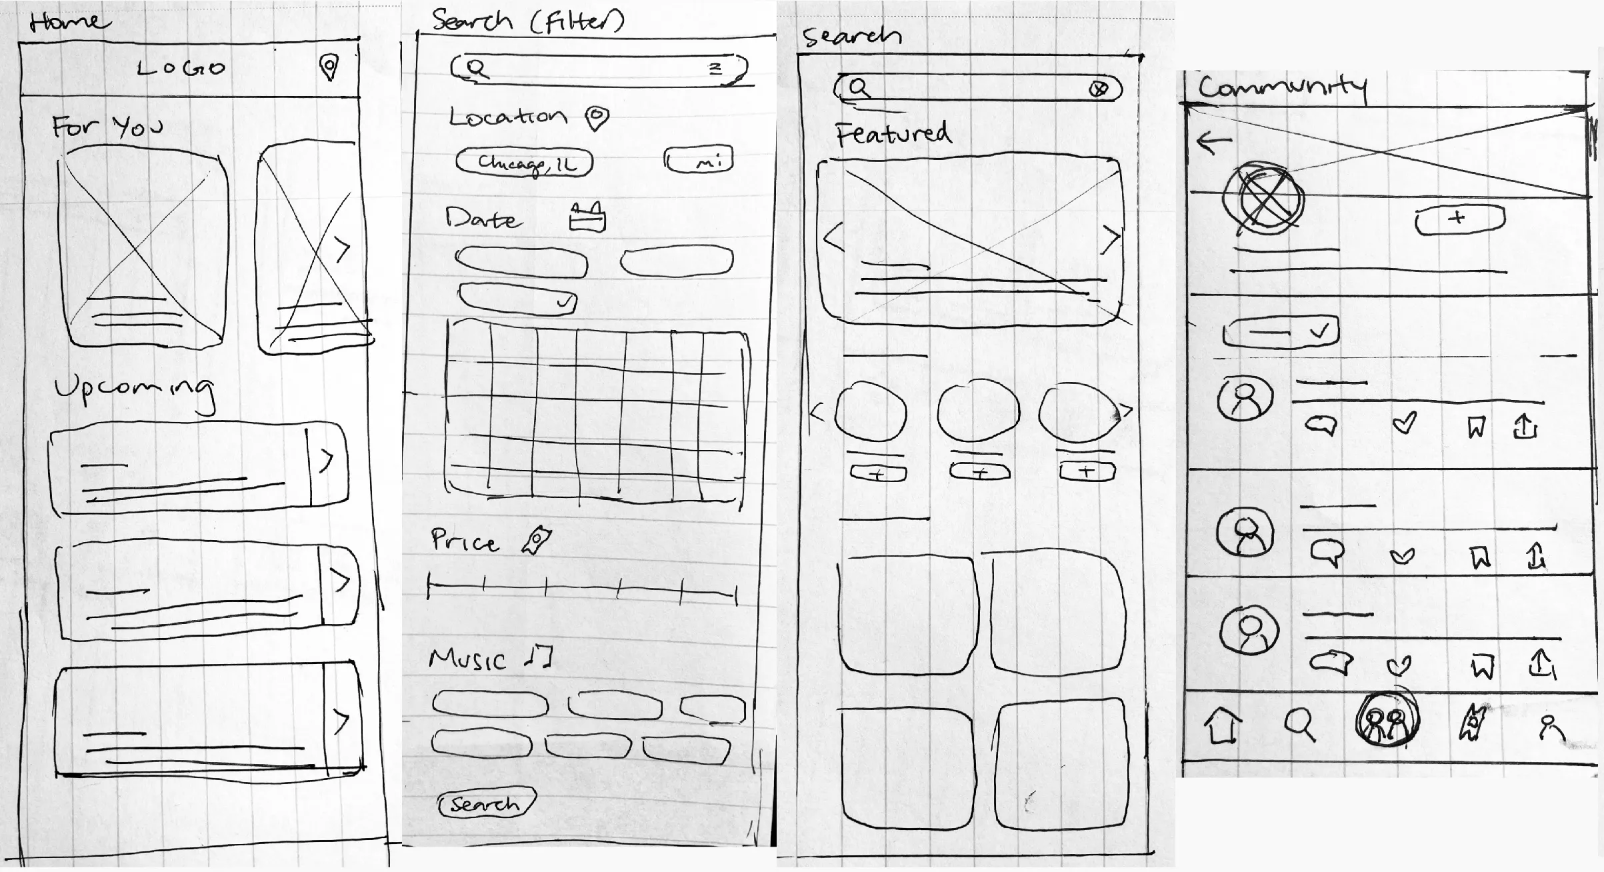 Home
LOGO
For You
Upcoming
Search (Filter)
Location
Chicago, IL
mi
Date
Price
Music
Search
Search
Featured
Community